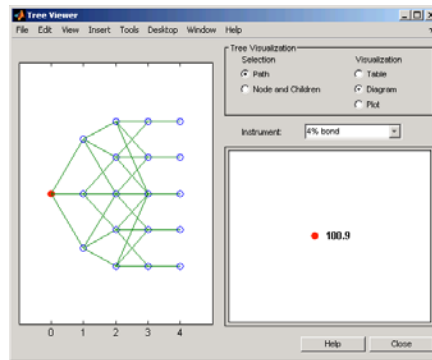 Tree Viewer
File Edit View Insert Tools Desktop Window Help
Tree Visualization
Selection
Visualization
Path
Table
Node and Children
Diagram
Plot
Instrument:
4% bond
100.9
0 1 2 3 4
Help
Close